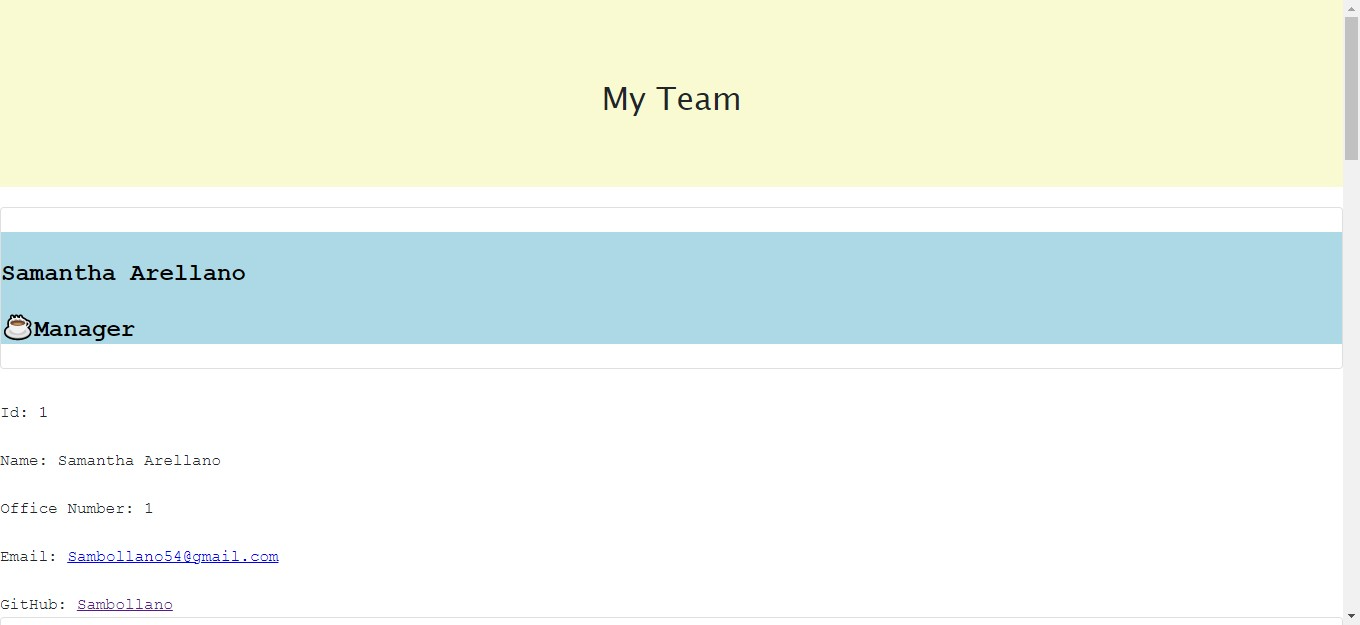 My Team
Samantha Arellano
Manager
Id: 1
Name: Samantha Arellano
Office Number: 1
Email: Sambollano54@gmail.com
GitHub: Sambollano